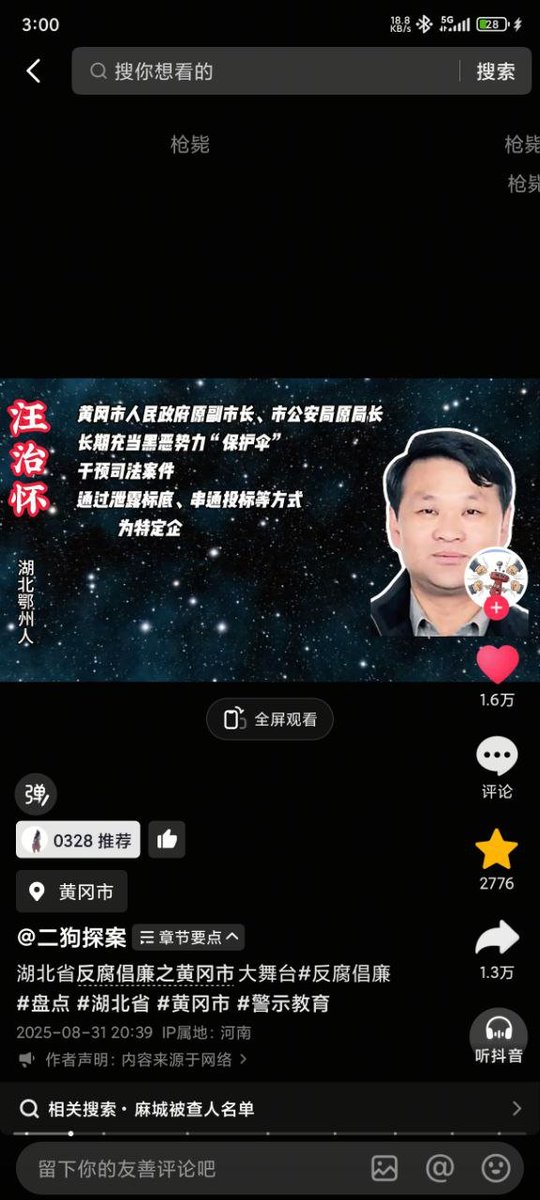 3:00
18.8
KB/s
5G
28
搜你想看的
搜索
枪毙
枪毙
枪毙
汪治怀
湖北鄂州人
黄冈市人民政府原副市长、市公安局原局长
长期充当黑恶势力“保护伞”
干预司法案件
通过泄露标底、串通投标等方式
为特定企
1.6万
全屏观看
评论
弹
0328 推荐
2776
黄冈市
@二狗探案
章节要点
1.3万
湖北省反腐倡廉之黄冈市大舞台#反腐倡廉
#盘点 #湖北省 #黄冈市 #警示教育
2025-08-31 20:39 IP属地：河南
听抖音
作者声明：内容来源于网络
相关搜索·麻城被查人名单
留下你的友善评论吧